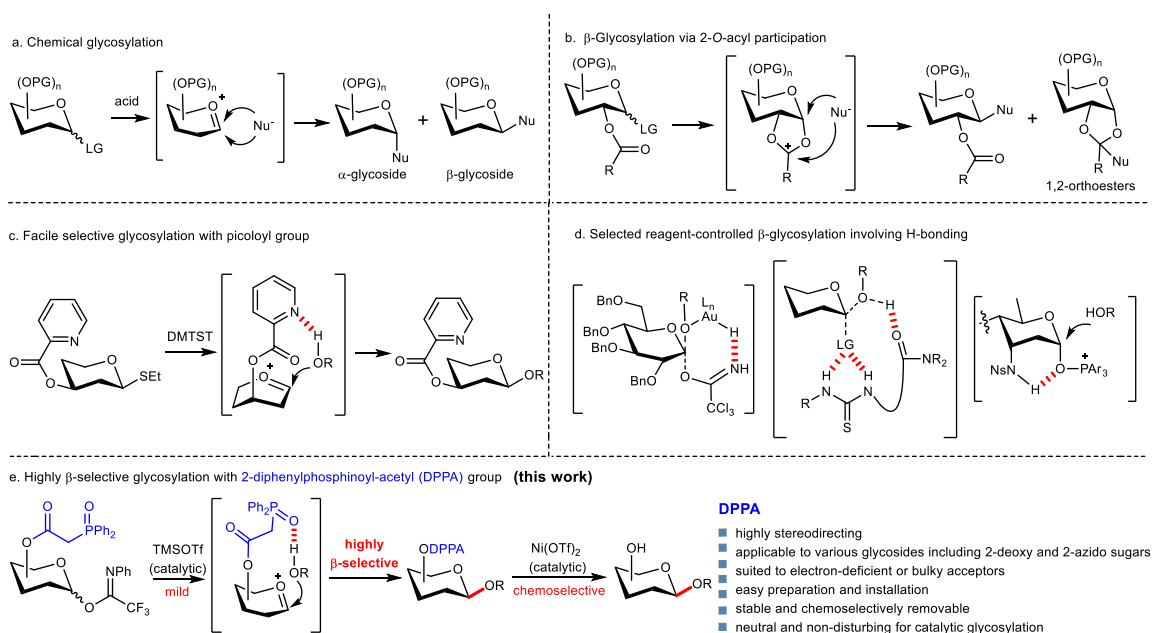 a. Chemical glycosylation
(OPG)n
O
LG
acid
(OPG)n
O
+
Nu-
(OPG)n
O
Nu
α-glycoside
+
(OPG)n
O
Nu
β-glycoside
b. β-Glycosylation via 2-O-acyl participation
(OPG)n
O
LG
O
O
R
(OPG)n
O
O
O
+
R
Nu-
(OPG)n
O
Nu
O
O
R
+
(OPG)n
O
O
O
R
Nu
1,2-orthoesters
c. Facile selective glycosylation with picoloyl group
N
O
O
O
SEt
DMTST
N
H
O
O
O
+
OR
N
O
O
O
OR
d. Selected reagent-controlled β-glycosylation involving H-bonding
BnO
BnO
BnO
BnO
O
R
O
Ln
Au
H
O
NH
CCl3
R
O
O
H
O
NR2
LG
H
H
R
N
N
S
O
HOR
NsN
H
O
+
PAr3
e. Highly β-selective glycosylation with 2-diphenylphosphinoyl-acetyl (DPPA) group (this work)
O
O
PPh2
O
O
O
NPh
CF3
TMSOTf
(catalytic)
mild
Ph2P
O
O
O
H
OR
O
+
highly
β-selective
ODPPA
O
OR
Ni(OTf)2
(catalytic)
chemoselective
OH
O
OR
DPPA
highly stereodirecting
applicable to various glycosides including 2-deoxy and 2-azido sugars
suited to electron-deficient or bulky acceptors
easy preparation and installation
stable and chemoselectively removable
neutral and non-disturbing for catalytic glycosylation